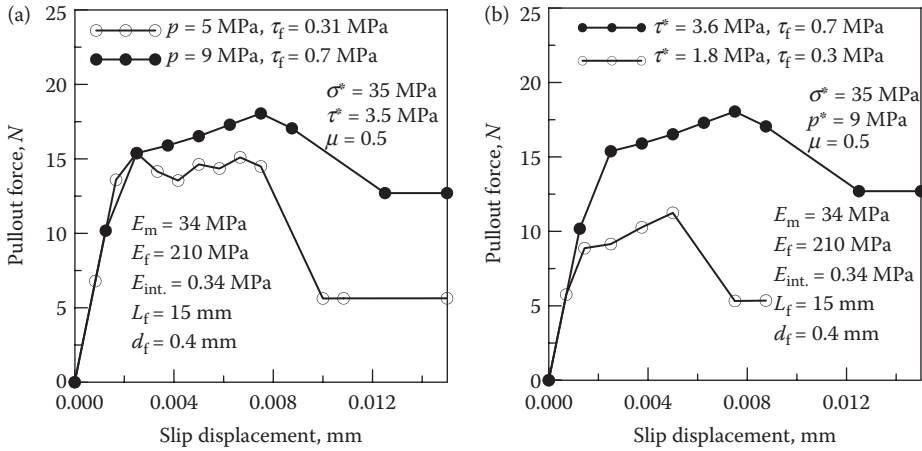 (a)
p = 5 MPa, τf = 0.31 MPa
p = 9 MPa, τf = 0.7 MPa
σ* = 35 MPa
τ* = 3.5 MPa
μ = 0.5
Em = 34 MPa
Ef = 210 MPa
Eint. = 0.34 MPa
Lf = 15 mm
df = 0.4 mm
Pullout force, N
25
20
15
10
5
0
0.000 0.004 0.008 0.012
Slip displacement, mm
(b)
τ* = 3.6 MPa, τf = 0.7 MPa
τ* = 1.8 MPa, τf = 0.3 MPa
σ* = 35 MPa
p* = 9 MPa
μ = 0.5
Em = 34 MPa
Ef = 210 MPa
Eint. = 0.34 MPa
Lf = 15 mm
df = 0.4 mm
Pullout force, N
25
20
15
10
5
0
0.000 0.004 0.008 0.012
Slip displacement, mm